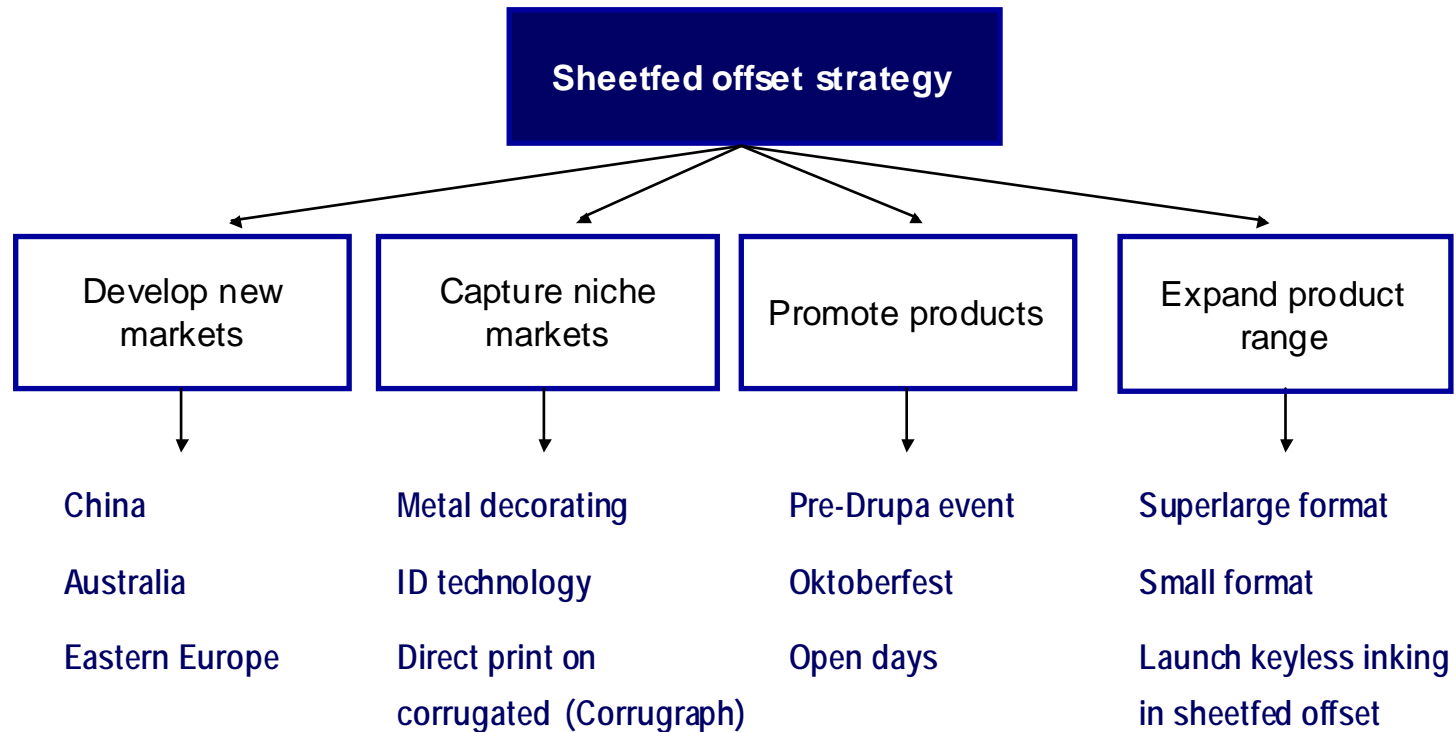 Sheetfed offset strategy
Develop new
markets
Capture niche
markets
Promote products
Expand product
range
China
Australia
Eastern Europe
Metal decorating
ID technology
Direct print on
corrugated (Corrugraph)
Pre-Drupa event
Oktoberfest
Open days
Superlarge format
Small format
Launch keyless inking
in sheetfed offset